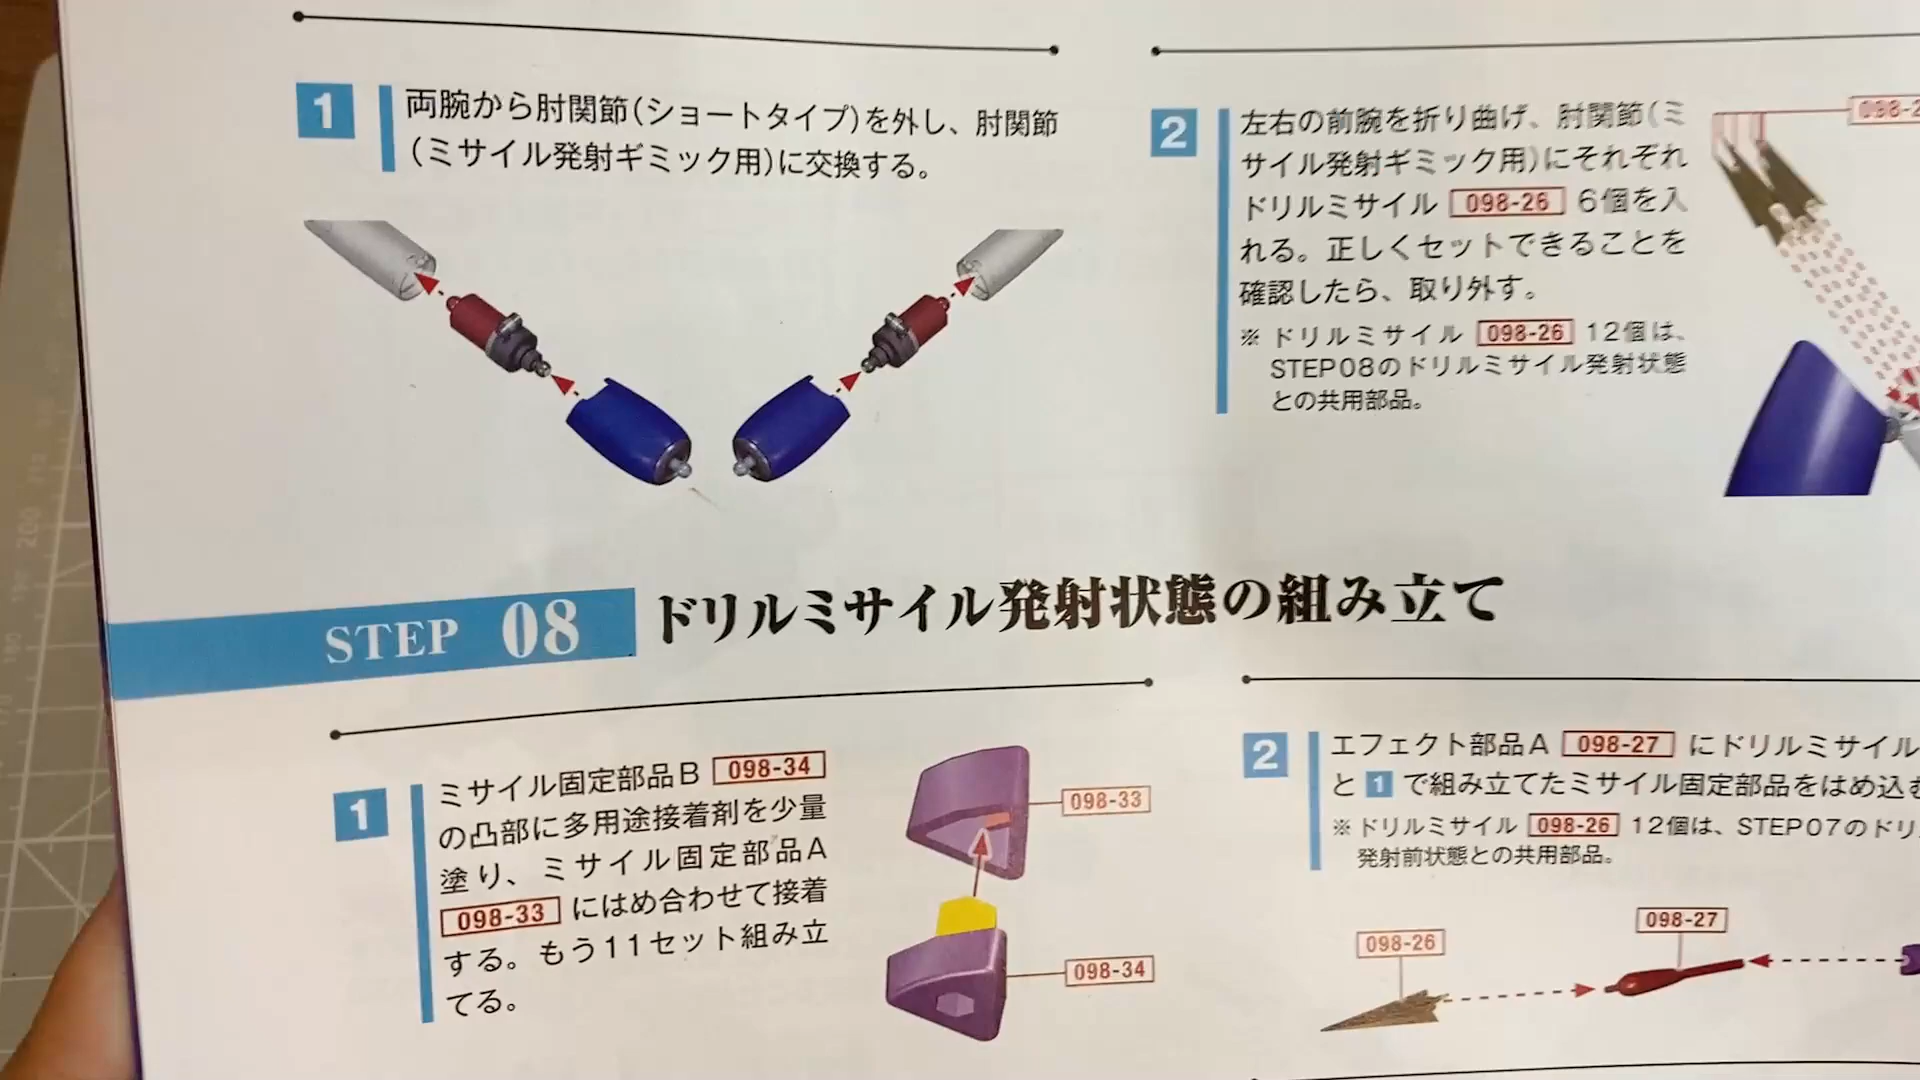 1
両腕から肘関節(ショートタイプ)を外し、肘関節
(ミサイル発射ギミック用)に交換する。
2
左右の前腕を折り曲げ、肘関節(ミ
サイル発射ギミック用)にそれぞれ
ドリルミサイル 098-26 6個を入
れる。正しくセットできることを
確認したら、取り外す。
※ ドリルミサイル 098-26 12個は、
STEP08のドリルミサイル発射状態
との共用部品。
098-2
STEP 08 ドリルミサイル発射状態の組み立て
1
ミサイル固定部品B 098-34
の凸部に多用途接着剤を少量
塗り、ミサイル固定部品A
098-33 にはめ合わせて接着
する。もう11セット組み立
てる。
098-33
098-34
2
エフェクト部品A 098-27 にドリルミサイル
と 1 で組み立てたミサイル固定部品をはめ込む
※ ドリルミサイル 098-26 12個は、STEP07のドリ
発射前状態との共用部品。
098-26
098-27
200